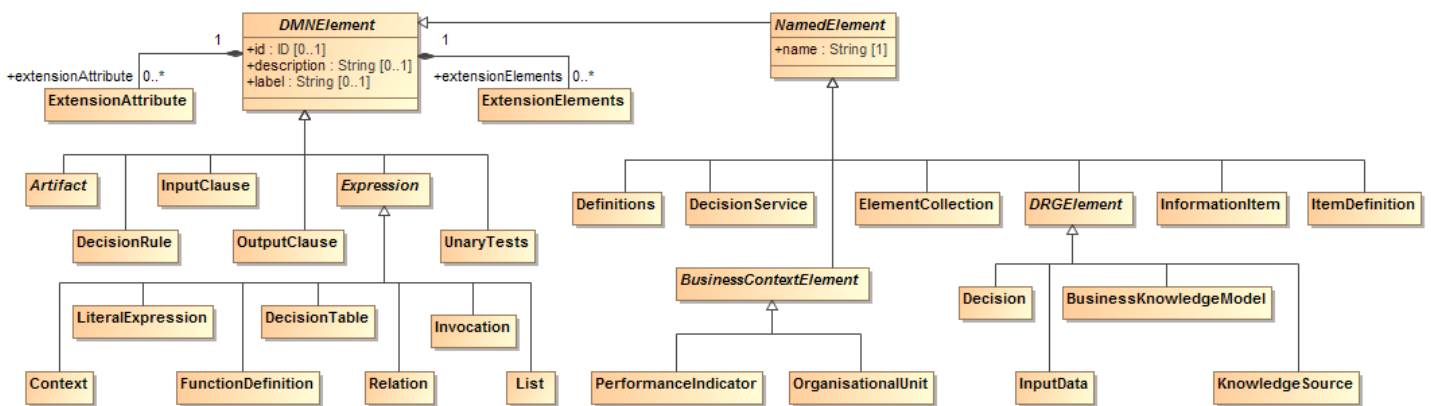 DMNElement
+id : ID [0..1]
+description : String [0..1]
+label : String [0..1]
NamedElement
+name : String [1]
1
1
+extensionAttribute 0..*
+extensionElements 0..*
ExtensionAttribute
ExtensionElements
Artifact
InputClause
Expression
DecisionRule
OutputClause
UnaryTests
Definitions
DecisionService
ElementCollection
DRGElement
InformationItem
ItemDefinition
LiteralExpression
DecisionTable
Invocation
BusinessContextElement
Decision
BusinessKnowledgeModel
Context
FunctionDefinition
Relation
List
PerformanceIndicator
OrganisationalUnit
InputData
KnowledgeSource